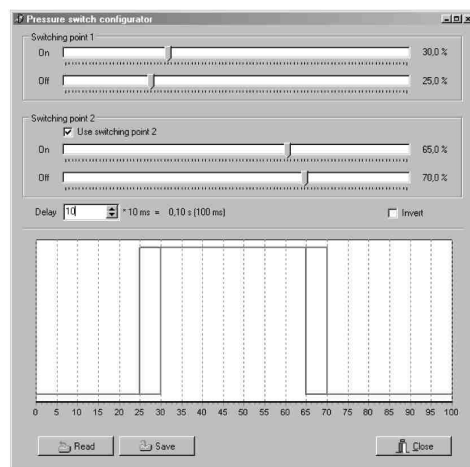 Pressure switch configurator
Switching point 1
On 30,0 %
Off 25,0 %
Switching point 2
Use switching point 2
On 65,0 %
Off 70,0 %
Delay 10 * 10 ms = 0,10 s (100 ms) Invert
0 5 10 15 20 25 30 35 40 45 50 55 60 65 70 75 80 85 90 95 100
Read Save Close